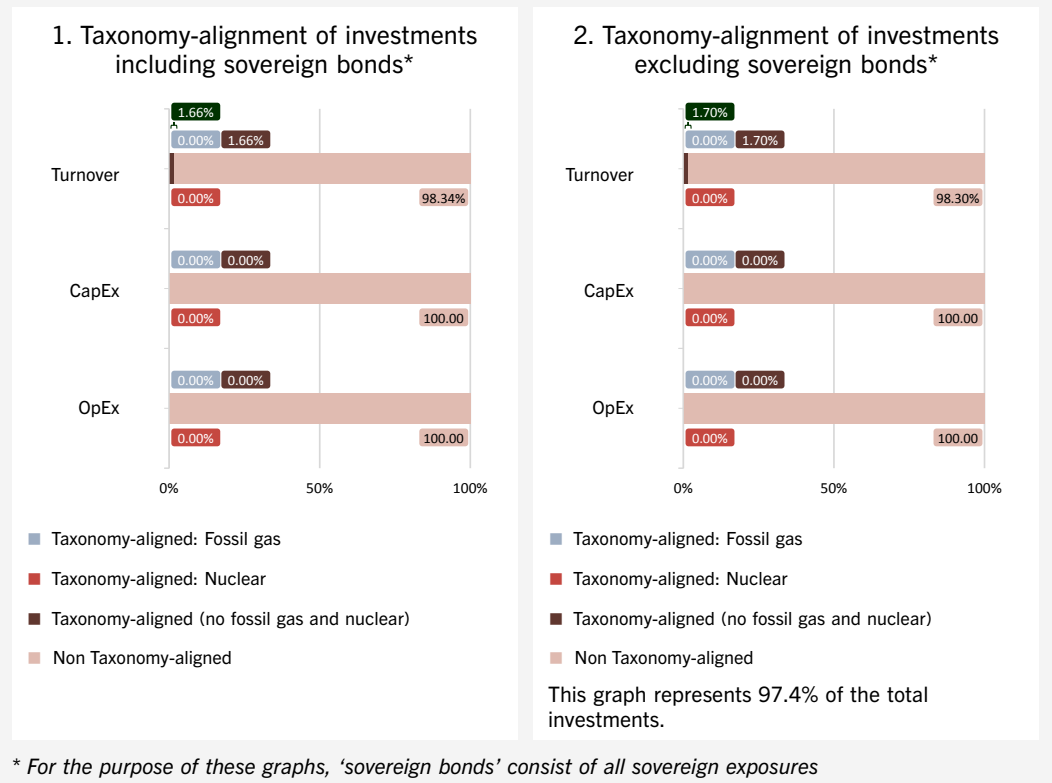 1. Taxonomy-alignment of investments
including sovereign bonds*
1.66%
0.00% 1.66%
Turnover
0.00% 98.34%
0.00% 0.00%
CapEx
0.00% 100.00
0.00% 0.00%
OpEx
0.00% 100.00
0% 50% 100%
Taxonomy-aligned: Fossil gas
Taxonomy-aligned: Nuclear
Taxonomy-aligned (no fossil gas and nuclear)
Non Taxonomy-aligned
2. Taxonomy-alignment of investments
excluding sovereign bonds*
1.70%
0.00% 1.70%
Turnover
0.00% 98.30%
0.00% 0.00%
CapEx
0.00% 100.00
0.00% 0.00%
OpEx
0.00% 100.00
0% 50% 100%
Taxonomy-aligned: Fossil gas
Taxonomy-aligned: Nuclear
Taxonomy-aligned (no fossil gas and nuclear)
Non Taxonomy-aligned
This graph represents 97.4% of the total
investments.
* For the purpose of these graphs, ‘sovereign bonds’ consist of all sovereign exposures